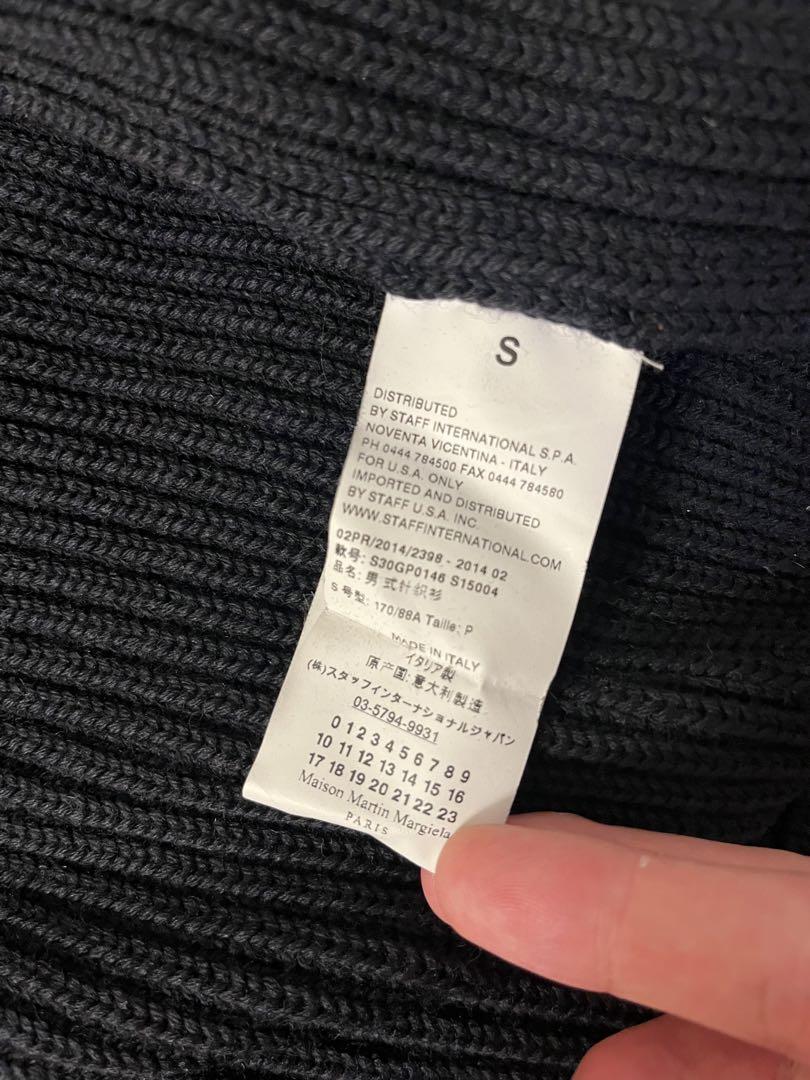 S
DISTRIBUTED
BY STAFF INTERNATIONAL S.P.A.
NOVENTA VICENTINA - ITALY
PH 0444 784500 FAX 0444 784580
FOR U.S.A. ONLY
IMPORTED AND DISTRIBUTED
BY STAFF U.S.A. INC.
WWW.STAFFINTERNATIONAL.COM
02PR/2014/2398 - 2014 02
款号: S30GP0146 S15004
品名: 男式针织衫
S 号型: 170/88A Taille: P
MADE IN ITALY
イタリア製
原产国: 意大利製造
(株)スタッフインターナショナルジャパン
03-5794-9931
0 1 2 3 4 5 6 7 8 9
10 11 12 13 14 15 16
17 18 19 20 21 22 23
Maison Martin Margiela
PARIS